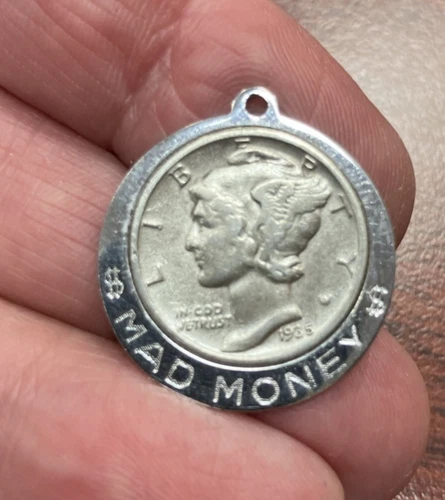 LIBERTY
IN GOD
WE TRUST
$ MAD MONEY $